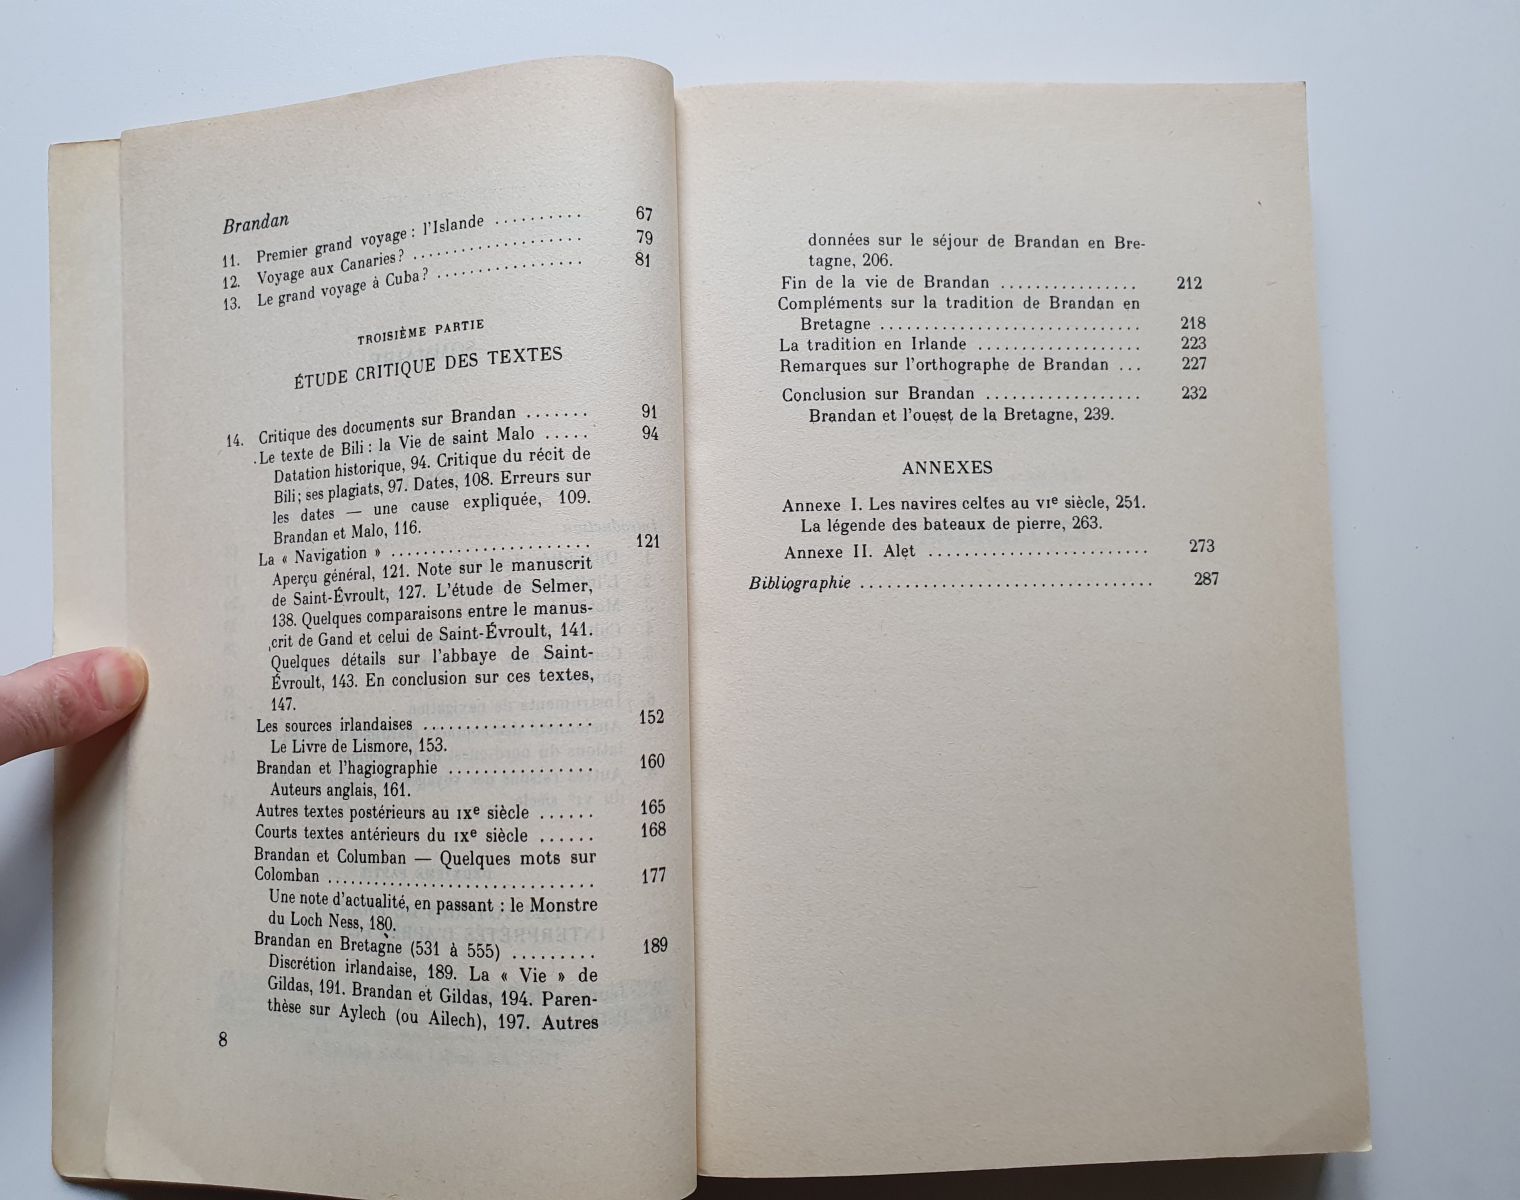 Brandan
11. Premier grand voyage : l'Islande .......... 67
12. Voyage aux Canaries ? ..................... 79
13. Le grand voyage à Cuba ? .................. 81
TROISIÈME PARTIE
ÉTUDE CRITIQUE DES TEXTES
14. Critique des documents sur Brandan ....... 91
Le texte de Bili : la Vie de saint Malo ..... 94
Datation historique, 94. Critique du récit de
Bili ; ses plagiats, 97. Dates, 108. Erreurs sur
les dates — une cause expliquée, 109.
Brandan et Malo, 116.
La « Navigation » ........................ 121
Aperçu général, 121. Note sur le manuscrit
de Saint-Évroult, 127. L'étude de Selmer,
138. Quelques comparaisons entre le manus-
crit de Gand et celui de Saint-Évroult, 141.
Quelques détails sur l'abbaye de Saint-
Évroult, 143. En conclusion sur ces textes,
147.
Les sources irlandaises .................... 152
Le Livre de Lismore, 153.
Brandan et l'hagiographie ................ 160
Auteurs anglais, 161.
Autres textes postérieurs au IXe siècle ...... 165
Courts textes antérieurs du IXe siècle ...... 168
Brandan et Columban — Quelques mots sur
Colomban ............................... 177
Une note d'actualité, en passant : le Monstre
du Loch Ness, 180.
Brandan en Bretagne (531 à 555) ......... 189
Discrétion irlandaise, 189. La « Vie » de
Gildas, 191. Brandan et Gildas, 194. Paren-
thèse sur Aylech (ou Ailech), 197. Autres
8
données sur le séjour de Brandan en Bre-
tagne, 206.
Fin de la vie de Brandan ................ 212
Compléments sur la tradition de Brandan en
Bretagne .............................. 218
La tradition en Irlande ................... 223
Remarques sur l'orthographe de Brandan ... 227
Conclusion sur Brandan .................. 232
Brandan et l'ouest de la Bretagne, 239.
ANNEXES
Annexe I. Les navires celtes au VIe siècle, 251.
La légende des bateaux de pierre, 263.
Annexe II. Alet ......................... 273
Bibliographie ................................. 287